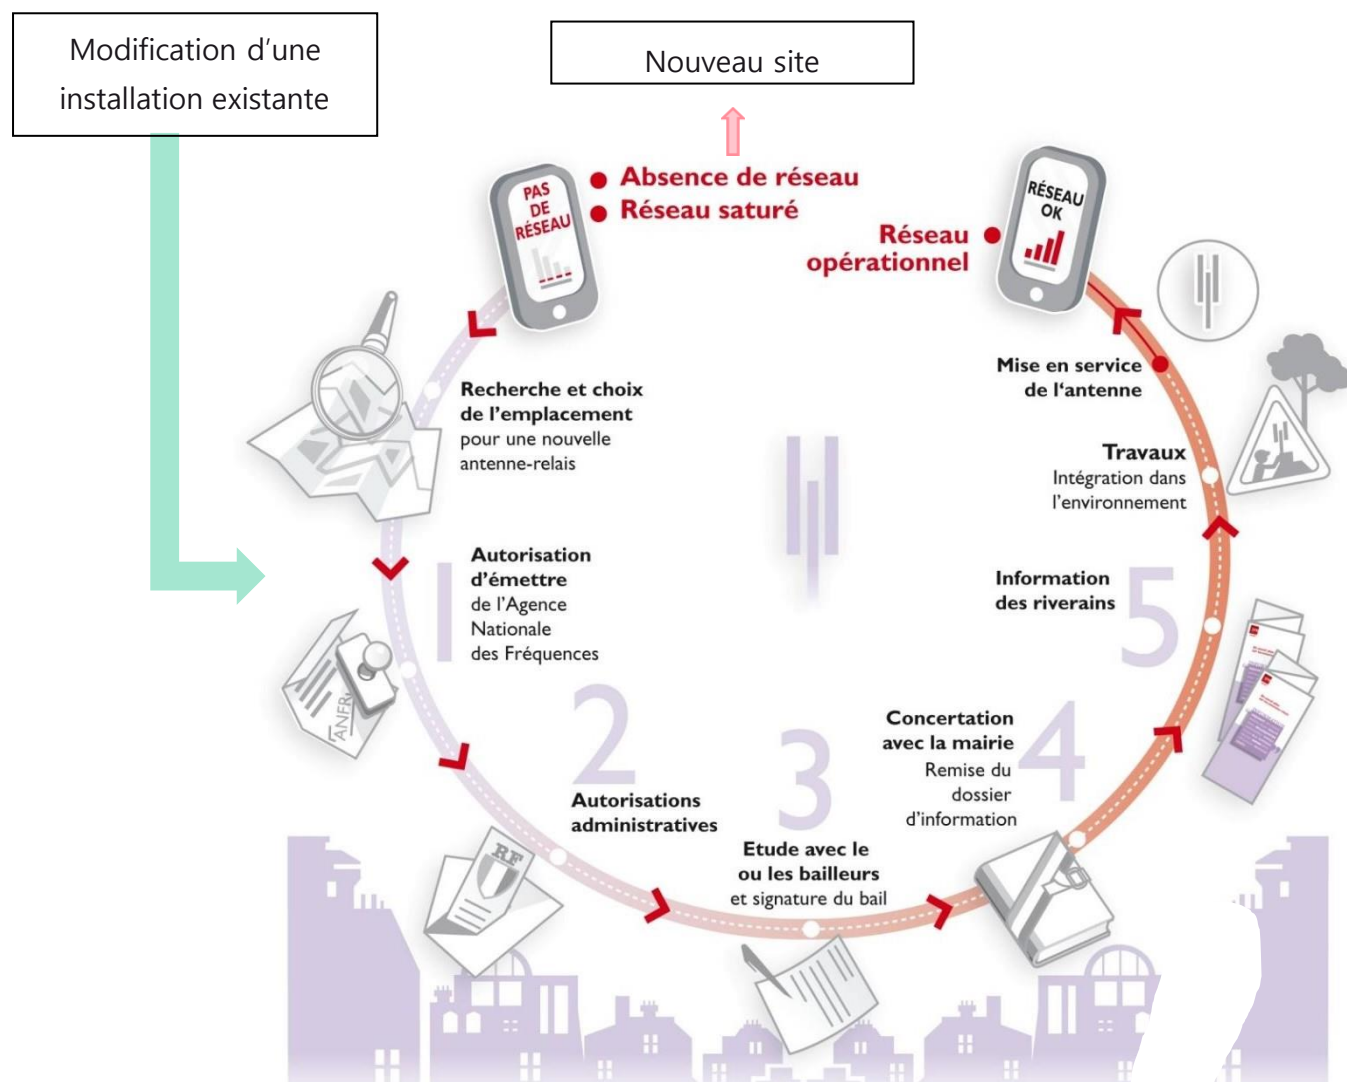 Modification d'une
installation existante
Nouveau site
PAS
DE
RÉSEAU
Absence de réseau
Réseau saturé
Réseau
opérationnel
RÉSEAU
OK
Recherche et choix
de l'emplacement
pour une nouvelle
antenne-relais
1
Autorisation
d'émettre
de l'Agence
Nationale
des Fréquences
ANFR
2
Autorisations
administratives
RF
3
Etude avec le
ou les bailleurs
et signature du bail
4
Concertation
avec la mairie
Remise du
dossier
d'information
5
Information
des riverains
Travaux
Intégration dans
l'environnement
Mise en service
de l'antenne